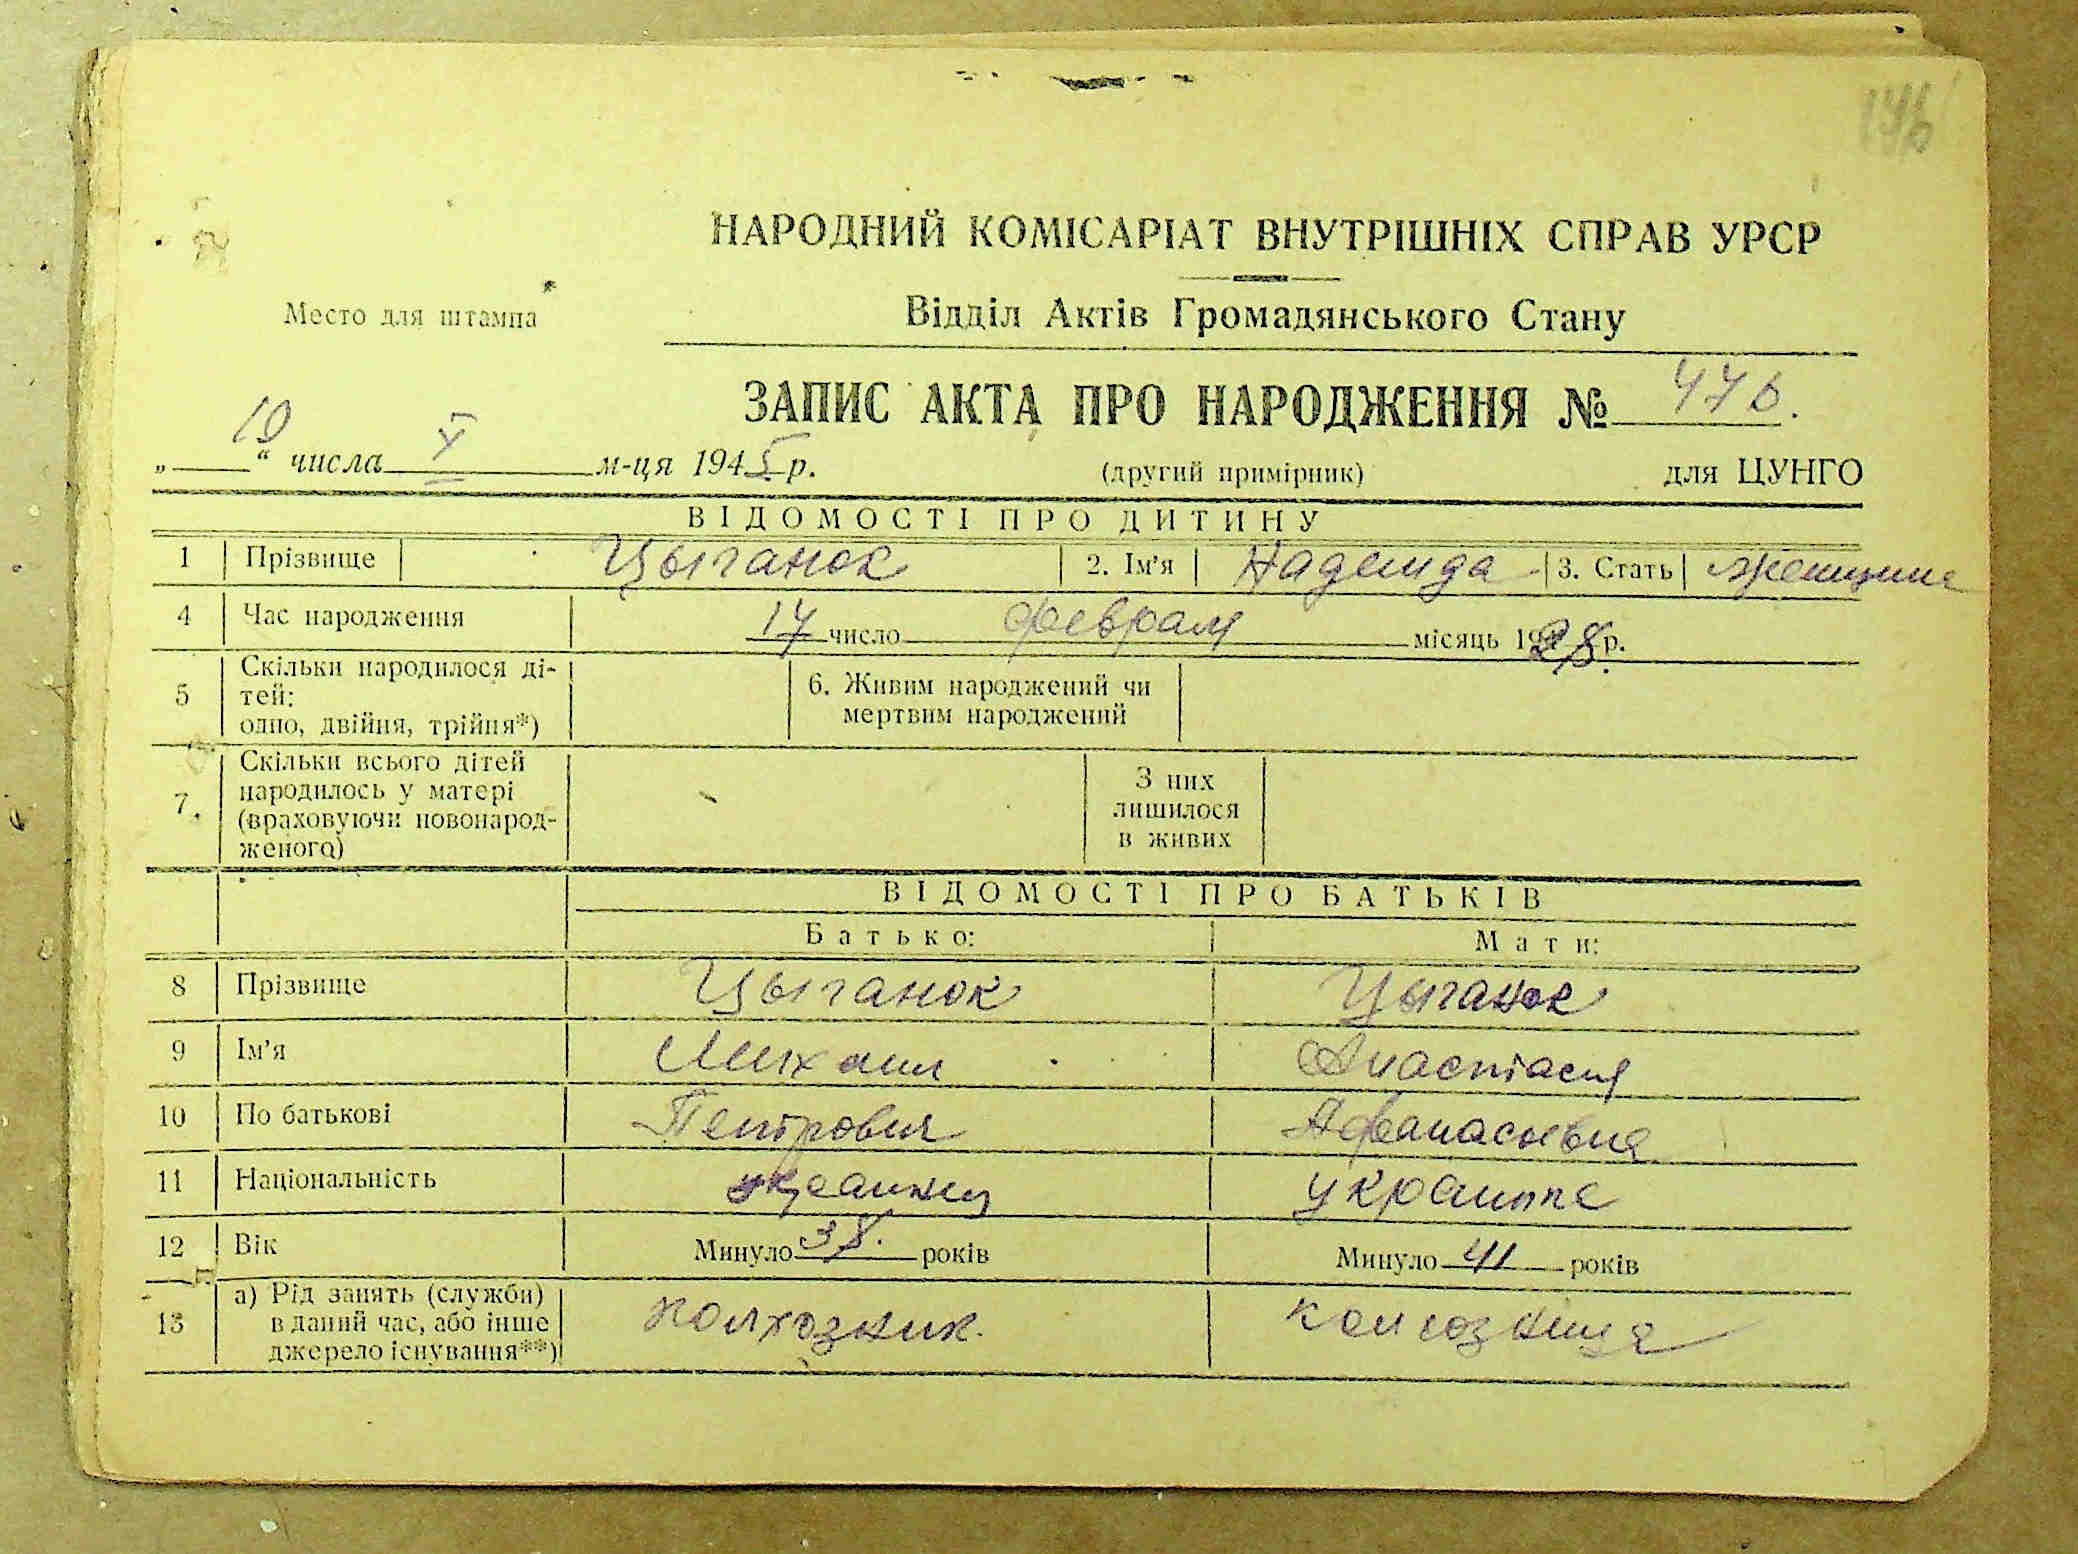 146
НАРОДНИЙ КОМІСАРІАТ ВНУТРІШНІХ СПРАВ УРСР
Место для штампа
Відділ Актів Громадянського Стану
ЗАПИС АКТА ПРО НАРОДЖЕННЯ № 476.
„10“ числа X м-ця 1945 р. (другий примірник) для ЦУНГО
ВІДОМОСТІ ПРО ДИТИНУ
1 Прізвище Цыганок 2. Ім'я Надежда 3. Стать женщина
4 Час народження 17 число февраля місяць 1928 р.
5 Скільки народилося ді-
тей:
одно, двійня, трійня*)
6. Живим народжений чи
мертвим народжений
7. Скільки всього дітей
народилось у матері
(враховуючи новонарод-
женого)
З них
лишилося
в живих
ВІДОМОСТІ ПРО БАТЬКІВ
Батько: Мати:
8 Прізвище Цыганок Цыганок
9 Ім'я Михаил Анастасия
10 По батькові Петрович Афанасьевна
11 Національність украинец украинка
12 Вік Минуло 38. років Минуло 41 років
13 а) Рід занять (служби)
в даний час, або інше
джерело існування**)
колхозник. колхозница